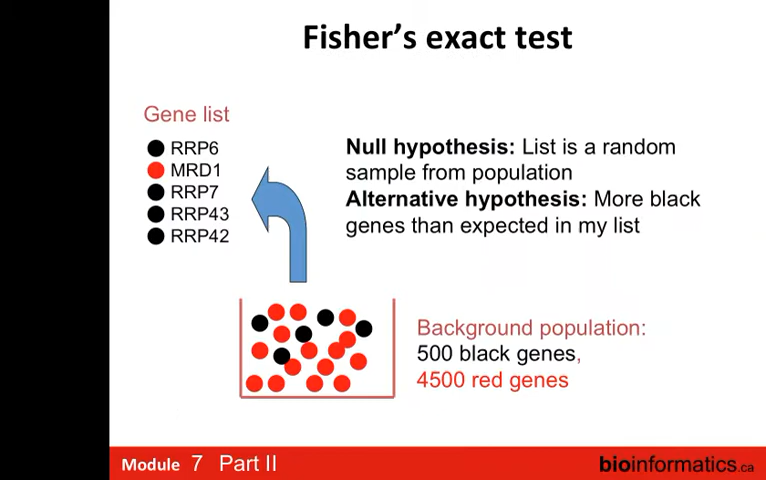 Fisher's exact test
Gene list
RRP6
MRD1
RRP7
RRP43
RRP42
Null hypothesis: List is a random
sample from population
Alternative hypothesis: More black
genes than expected in my list
Background population:
500 black genes,
4500 red genes
Module 7 Part II
bioinformatics.ca